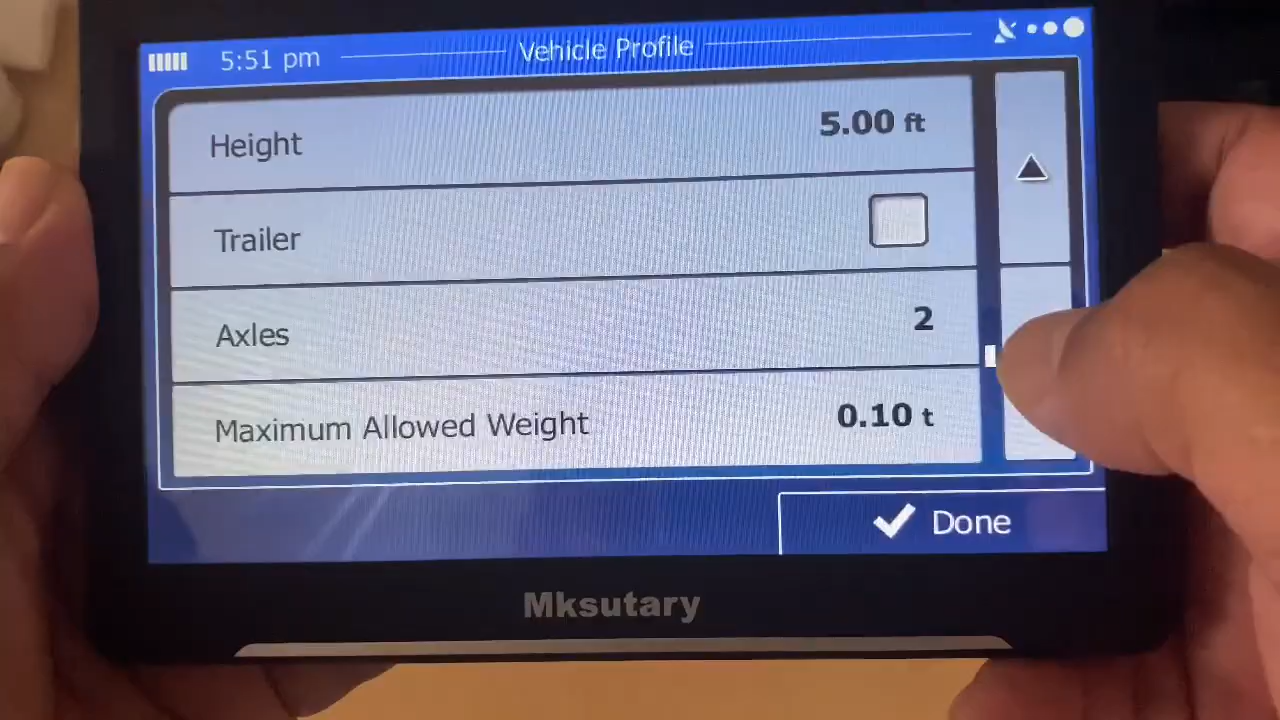 5:51 pm
Vehicle Profile
Height 5.00 ft
Trailer
Axles 2
Maximum Allowed Weight 0.10 t
Done
Mksutary